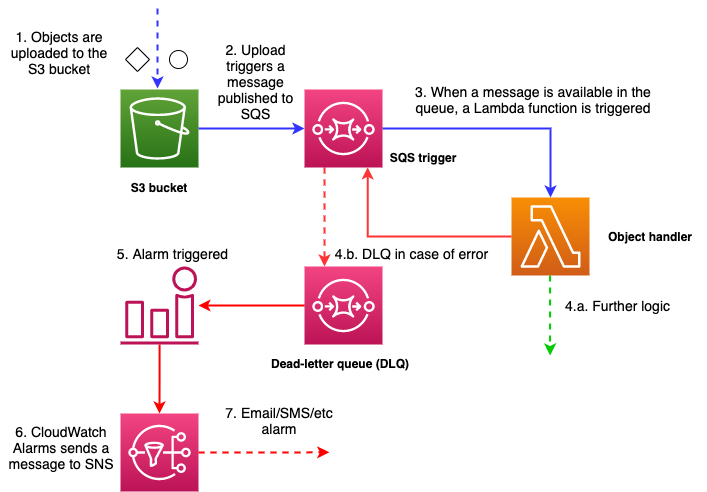 1. Objects are
uploaded to the
S3 bucket
2. Upload
triggers a
message
published to
SQS
3. When a message is available in the
queue, a Lambda function is triggered
S3 bucket
SQS trigger
Object handler
5. Alarm triggered
4.b. DLQ in case of error
4.a. Further logic
Dead-letter queue (DLQ)
6. CloudWatch
Alarms sends a
message to SNS
7. Email/SMS/etc
alarm